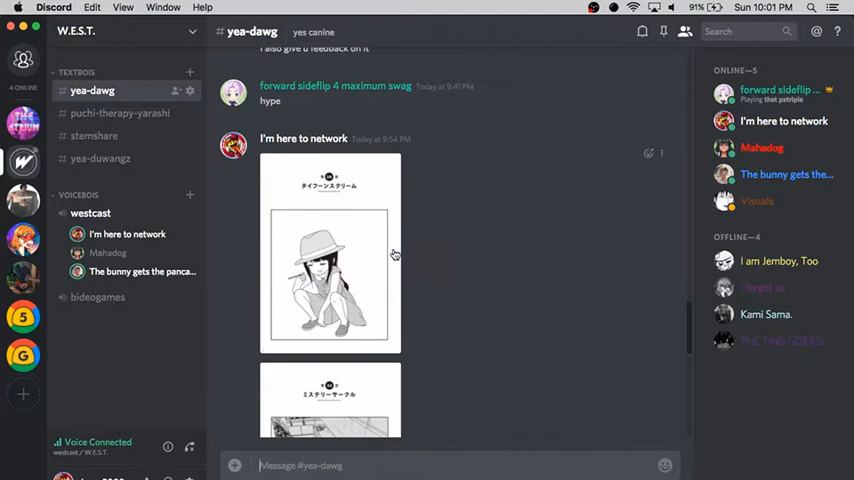 Discord File Edit View Window Help 91% Sun 10:01 PM
W.E.S.T.
# yea-dawg yes canine Search
4 ONLINE
TEXTBOIS
# yea-dawg
# puchi-therapy-yarashi
# stemshare
# yea-duwangz
VOICEBOIS
westcast
I'm here to network
Mahadog
The bunny gets the panca...
bideogames
THE ATRIUM
5
G
Voice Connected
westcast / W.E.S.T.
I also give u feedback on it
forward sideflip 4 maximum swag Today at 9:41 PM
hype
I'm here to network Today at 9:54 PM
タイフーンスクリーム
ミステリーサークル
Message #yea-dawg
ONLINE—5
forward sideflip ...
Playing that pstriple
I'm here to network
Mahadog
The bunny gets the...
Visuals
OFFLINE—4
I am Jemboy, Too
I forget ai
Kami Sama.
THE TING GOES S